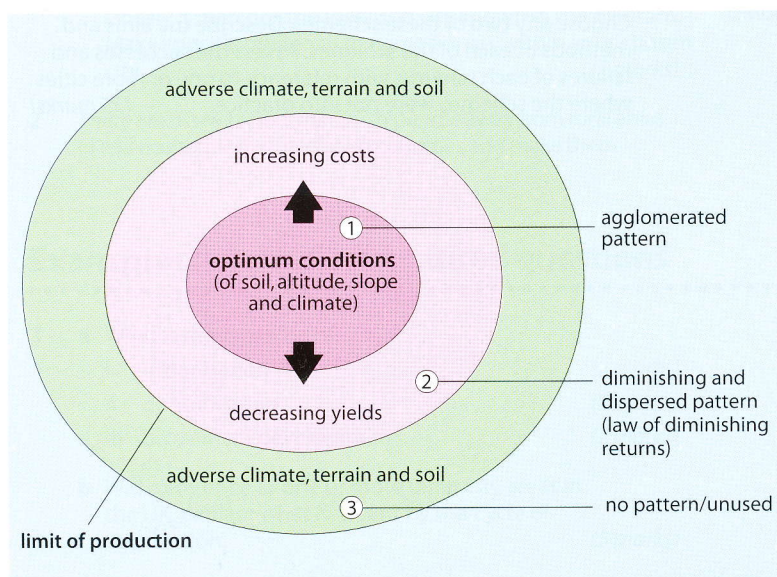 adverse climate, terrain and soil
increasing costs
1
agglomerated
pattern
optimum conditions
(of soil, altitude, slope
and climate)
2
diminishing and
dispersed pattern
(law of diminishing
returns)
decreasing yields
adverse climate, terrain and soil
3
no pattern/unused
limit of production